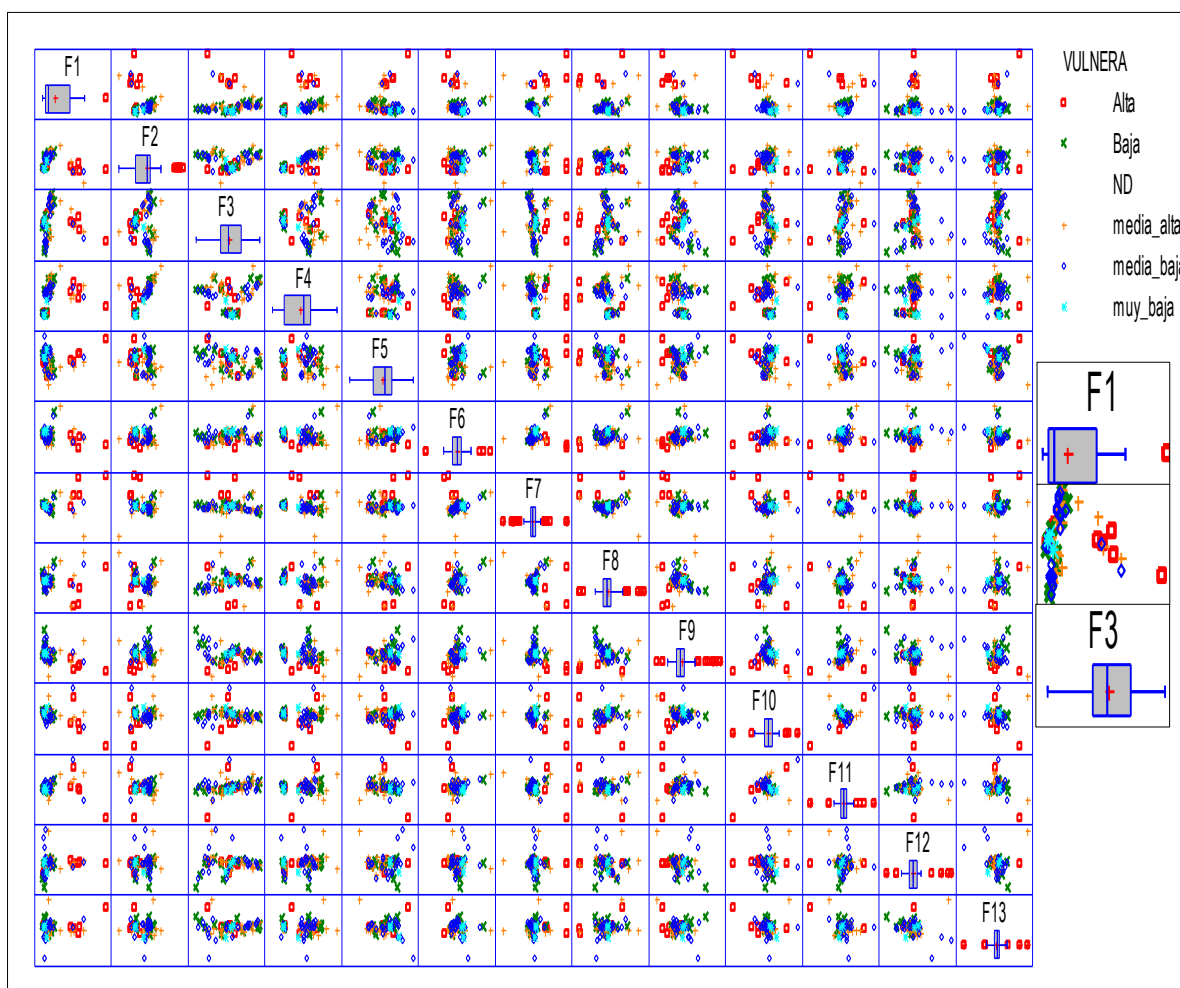 F1
F2
F3
F4
F5
F6
F7
F8
F9
F10
F11
F12
F13
VULNERA
Alta
Baja
ND
media_alta
media_baja
muy_baja
F1
F3